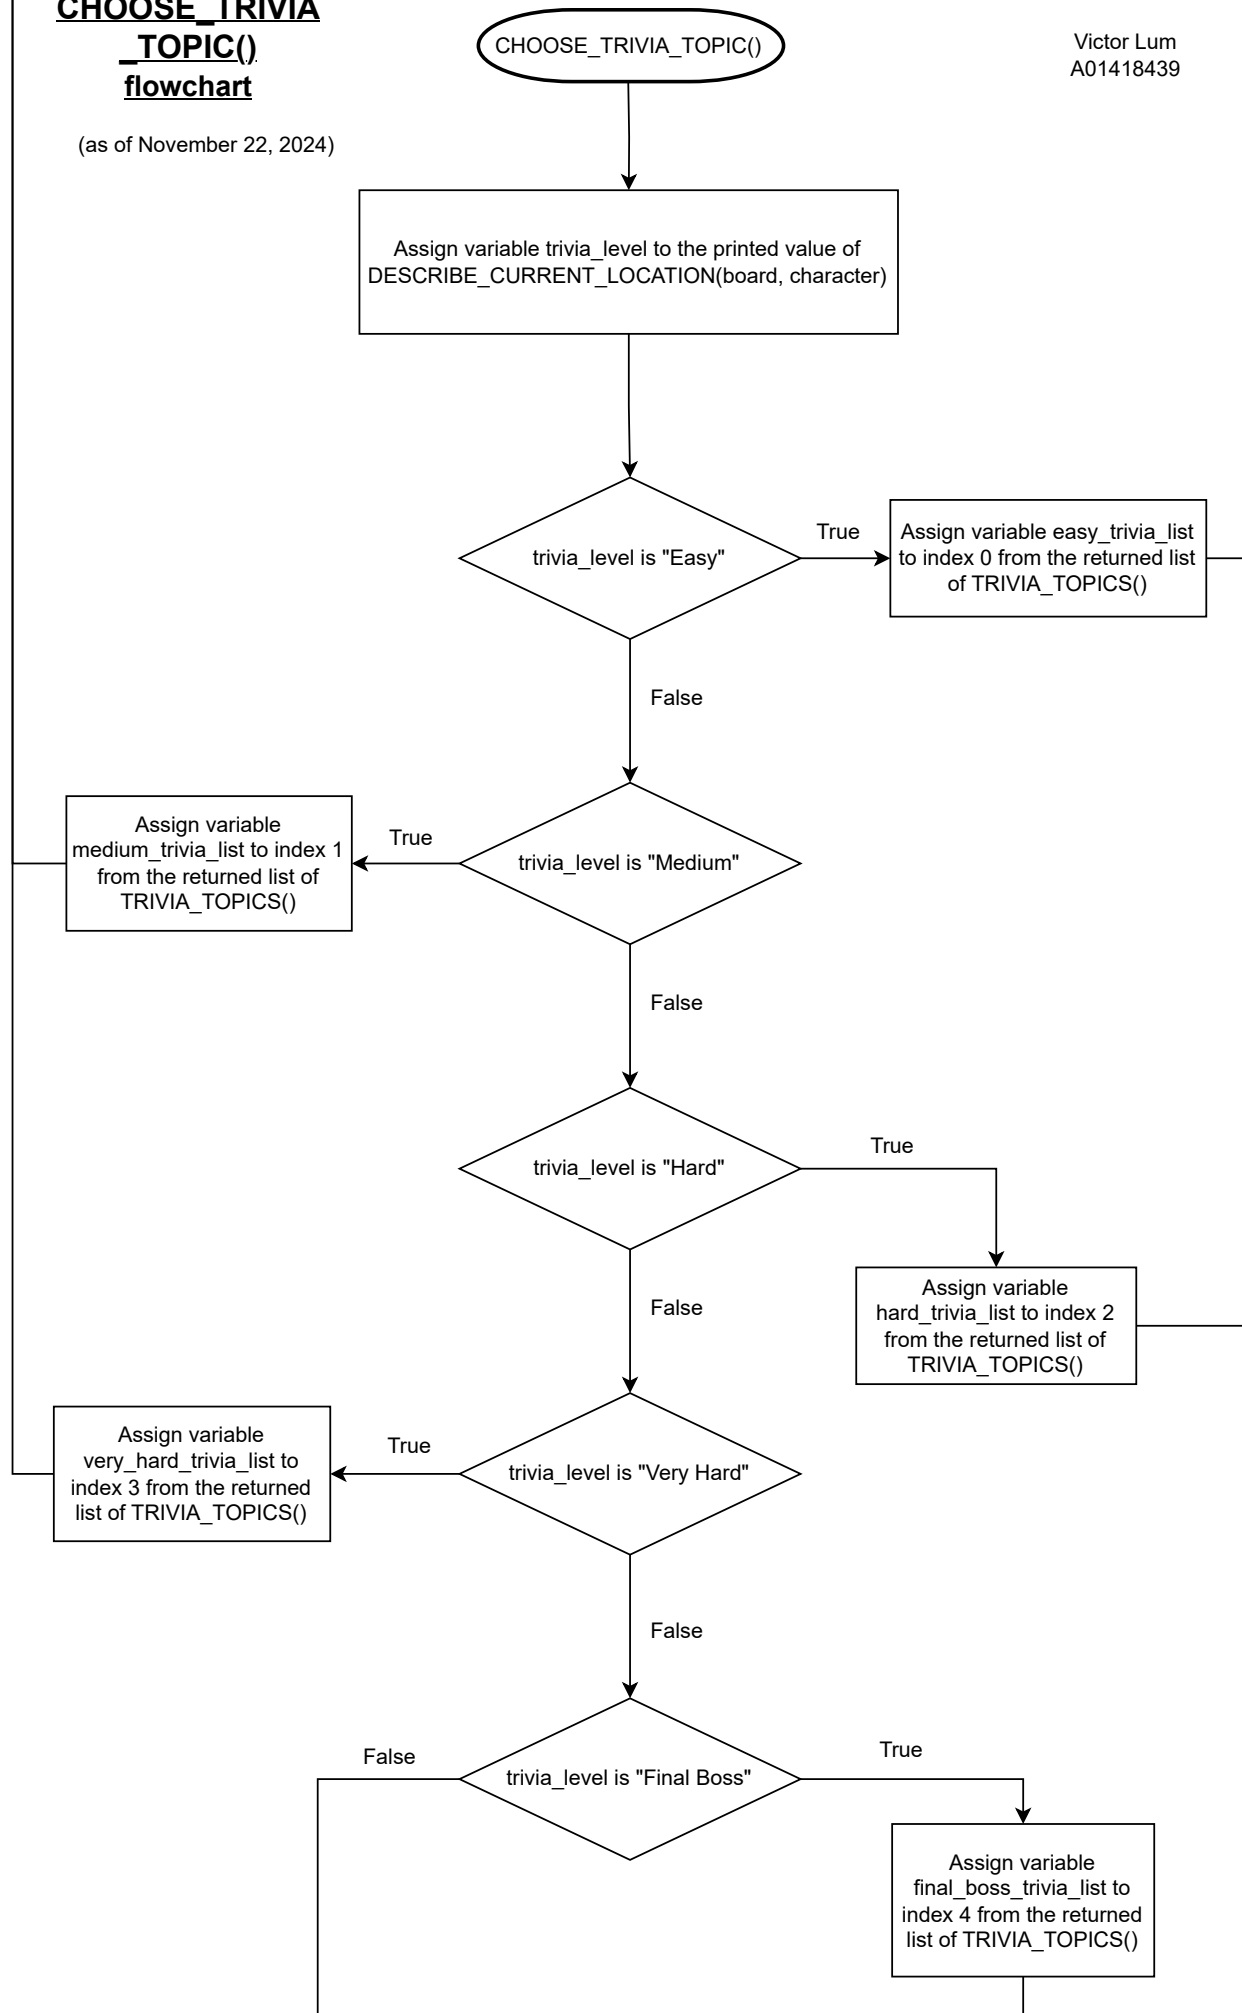 CHOOSE_TRIVIA
_TOPIC()
flowchart
(as of November 22, 2024)
CHOOSE_TRIVIA_TOPIC()
Victor Lum
A01418439
Assign variable trivia_level to the printed value of
DESCRIBE_CURRENT_LOCATION(board, character)
trivia_level is "Easy"
True
Assign variable easy_trivia_list
to index 0 from the returned list
of TRIVIA_TOPICS()
False
trivia_level is "Medium"
True
Assign variable
medium_trivia_list to index 1
from the returned list of
TRIVIA_TOPICS()
False
trivia_level is "Hard"
True
Assign variable
hard_trivia_list to index 2
from the returned list of
TRIVIA_TOPICS()
False
trivia_level is "Very Hard"
True
Assign variable
very_hard_trivia_list to
index 3 from the returned
list of TRIVIA_TOPICS()
False
trivia_level is "Final Boss"
False
True
Assign variable
final_boss_trivia_list to
index 4 from the returned
list of TRIVIA_TOPICS()